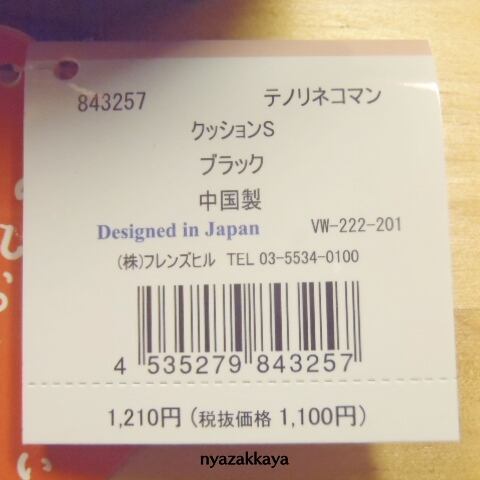 843257 テノリネコマン
クッションS
ブラック
中国製
Designed in Japan VW-222-201
(株)フレンズヒル TEL 03-5534-0100
4 535279 843257
1,210円 (税抜価格 1,100円)
nyazakkaya